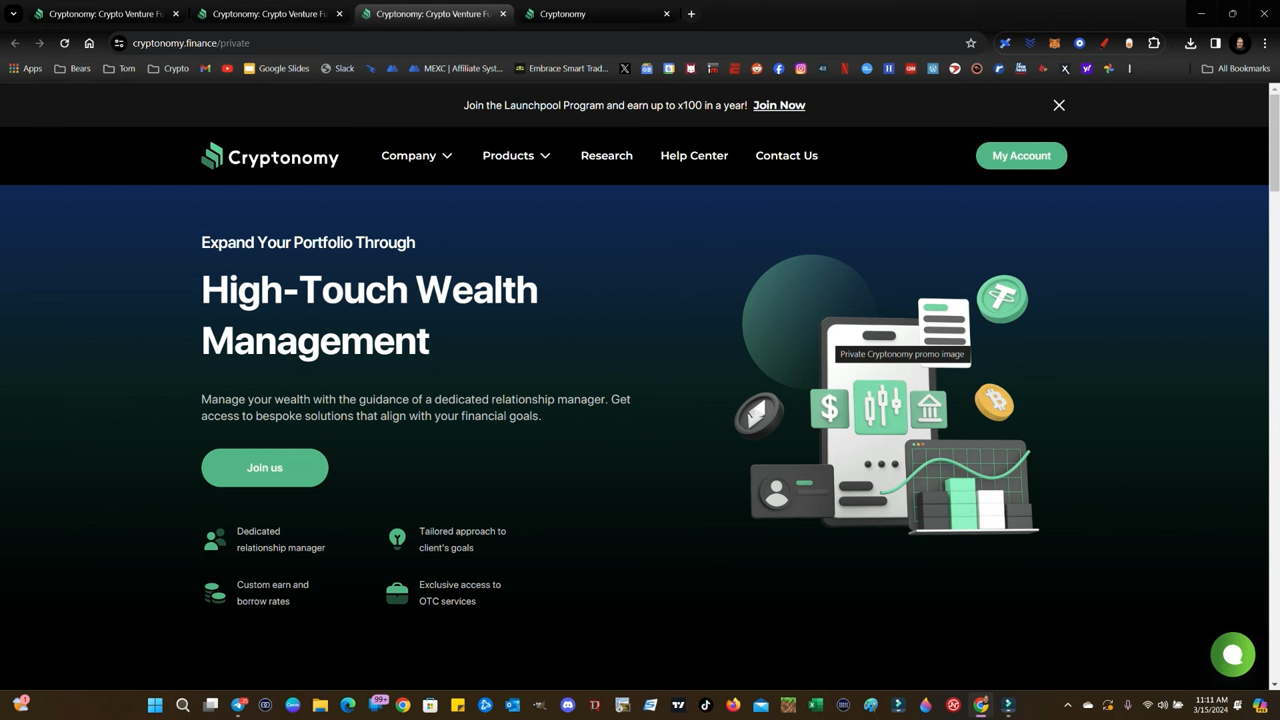 Cryptonomy: Crypto Venture Fu
Cryptonomy: Crypto Venture Fu
Cryptonomy: Crypto Venture Fu
Cryptonomy
cryptonomy.finance/private
Apps
Bears
Tom
Crypto
Google Slides
Slack
MEXC | Affiliate Syst...
Embrace Smart Trad...
All Bookmarks
Join the Launchpool Program and earn up to x100 in a year! Join Now
Cryptonomy
Company
Products
Research
Help Center
Contact Us
My Account
Expand Your Portfolio Through
High-Touch Wealth
Management
Manage your wealth with the guidance of a dedicated relationship manager. Get
access to bespoke solutions that align with your financial goals.
Join us
Private Cryptonomy promo image
Dedicated
relationship manager
Tailored approach to
client's goals
Custom earn and
borrow rates
Exclusive access to
OTC services
99+
11:11 AM
3/15/2024